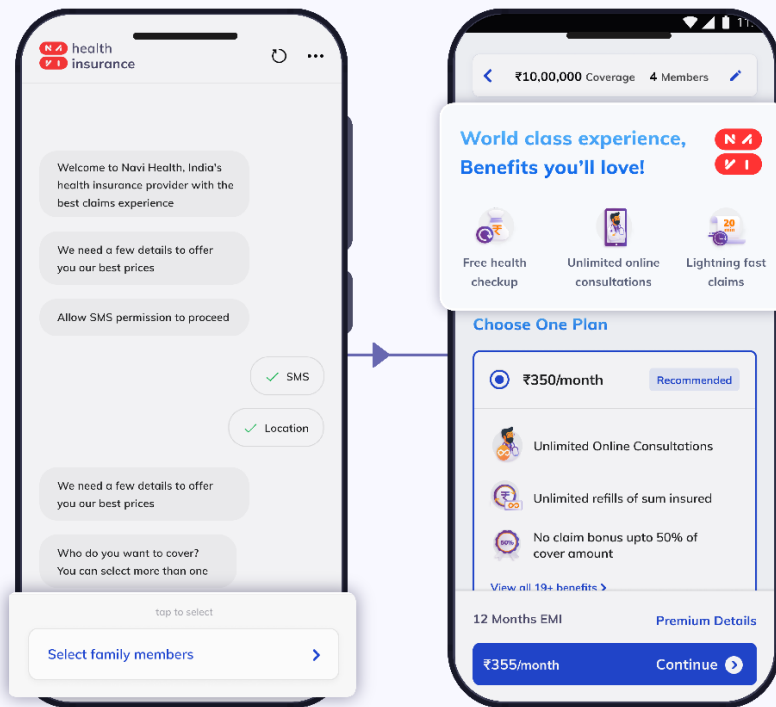 NAVI health insurance
Welcome to Navi Health, India's
health insurance provider with the
best claims experience
We need a few details to offer
you our best prices
Allow SMS permission to proceed
SMS
Location
We need a few details to offer
you our best prices
Who do you want to cover?
You can select more than one
tap to select
Select family members
₹10,00,000 Coverage 4 Members
World class experience,
Benefits you'll love!
NAVI
20
min
Free health
checkup
Unlimited online
consultations
Lightning fast
claims
Choose One Plan
₹350/month
Recommended
Unlimited Online Consultations
Unlimited refills of sum insured
50%
No claim bonus upto 50% of
cover amount
View all 19+ benefits
12 Months EMI
Premium Details
₹355/month
Continue